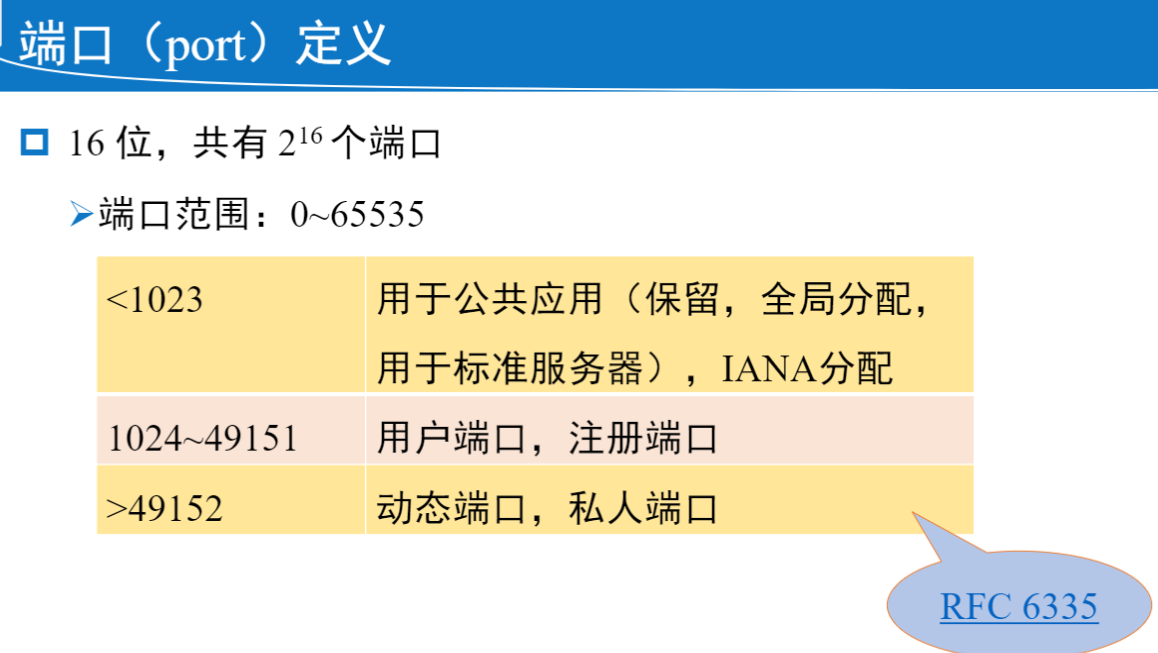 端口（port）定义
16 位，共有 2¹⁶ 个端口
端口范围：0~65535
<1023
用于公共应用（保留，全局分配，
用于标准服务器），IANA分配
1024~49151
用户端口，注册端口
>49152
动态端口，私人端口
RFC 6335